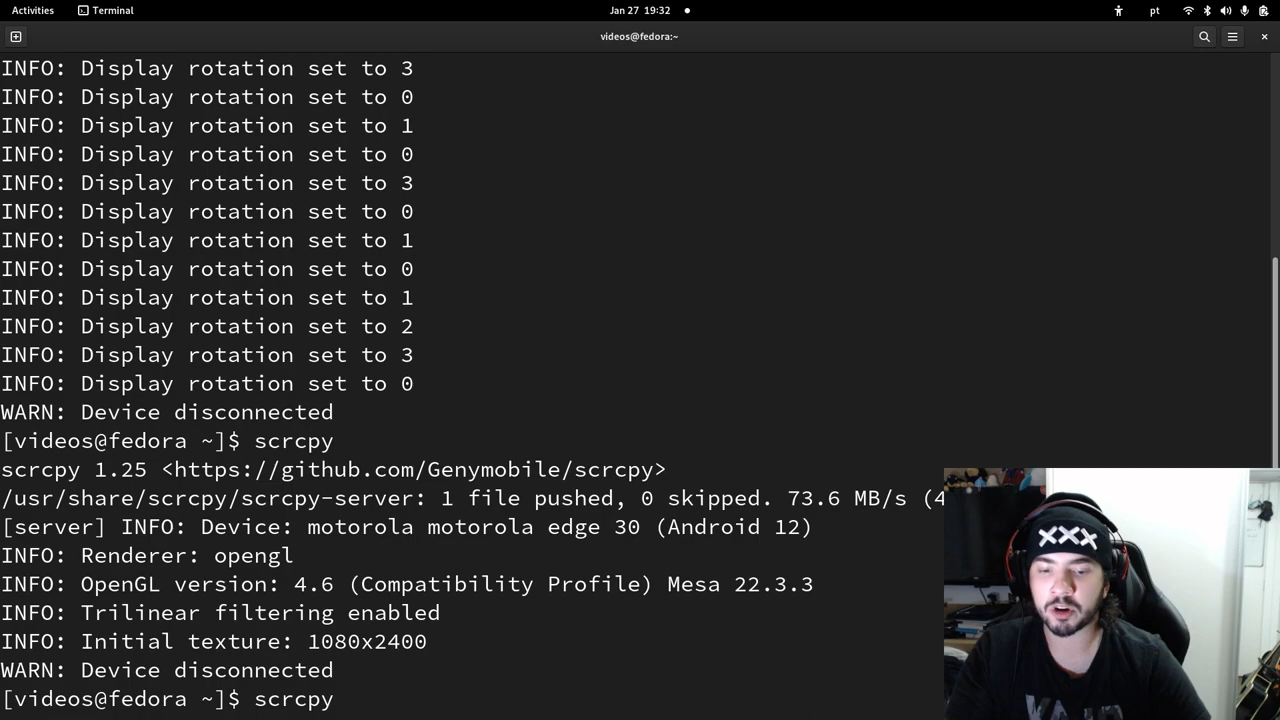 Activities
Terminal
Jan 27 19:32
pt
videos@fedora:~
INFO: Display rotation set to 3
INFO: Display rotation set to 0
INFO: Display rotation set to 1
INFO: Display rotation set to 0
INFO: Display rotation set to 3
INFO: Display rotation set to 0
INFO: Display rotation set to 1
INFO: Display rotation set to 0
INFO: Display rotation set to 1
INFO: Display rotation set to 2
INFO: Display rotation set to 3
INFO: Display rotation set to 0
WARN: Device disconnected
[videos@fedora ~]$ scrcpy
scrcpy 1.25 <https://github.com/Genymobile/scrcpy>
/usr/share/scrcpy/scrcpy-server: 1 file pushed, 0 skipped. 73.6 MB/s (4
[server] INFO: Device: motorola motorola edge 30 (Android 12)
INFO: Renderer: opengl
INFO: OpenGL version: 4.6 (Compatibility Profile) Mesa 22.3.3
INFO: Trilinear filtering enabled
INFO: Initial texture: 1080x2400
WARN: Device disconnected
[videos@fedora ~]$ scrcpy
XXX